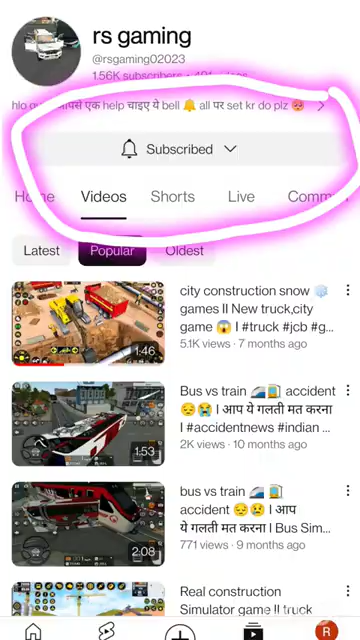 rs gaming
@rsgaming02023
1.56K subscribers • 491 videos
एक help चाइए ये bell 🔔 all पर set kr do plz 🥺
Subscribed
Home Videos Shorts Live
Latest Popular Oldest
city construction snow ❄️
games II New truck,city
game 😱 I #truck #jcb #g...
5.1K views · 7 months ago
1:46
Bus vs train 🚄🚉 accident
😔😭 I आप ये गलती मत करना
I #accidentnews #indian ...
2K views · 10 months ago
1:53
bus vs train 🚄🚉
accident 😔😢 I आप
ये गलती मत करना I Bus Sim...
771 views · 9 months ago
2:08
Real construction
Simulator game II truck
R